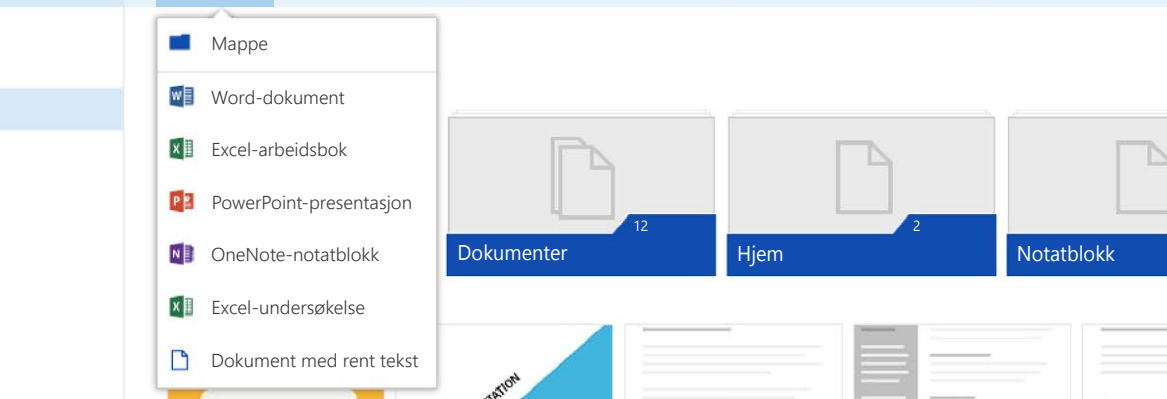 Mappe
Word-dokument
Excel-arbeidsbok
PowerPoint-presentasjon
OneNote-notatblokk
Excel-undersøkelse
Dokument med rent tekst
12
Dokumenter
2
Hjem
Notatblokk